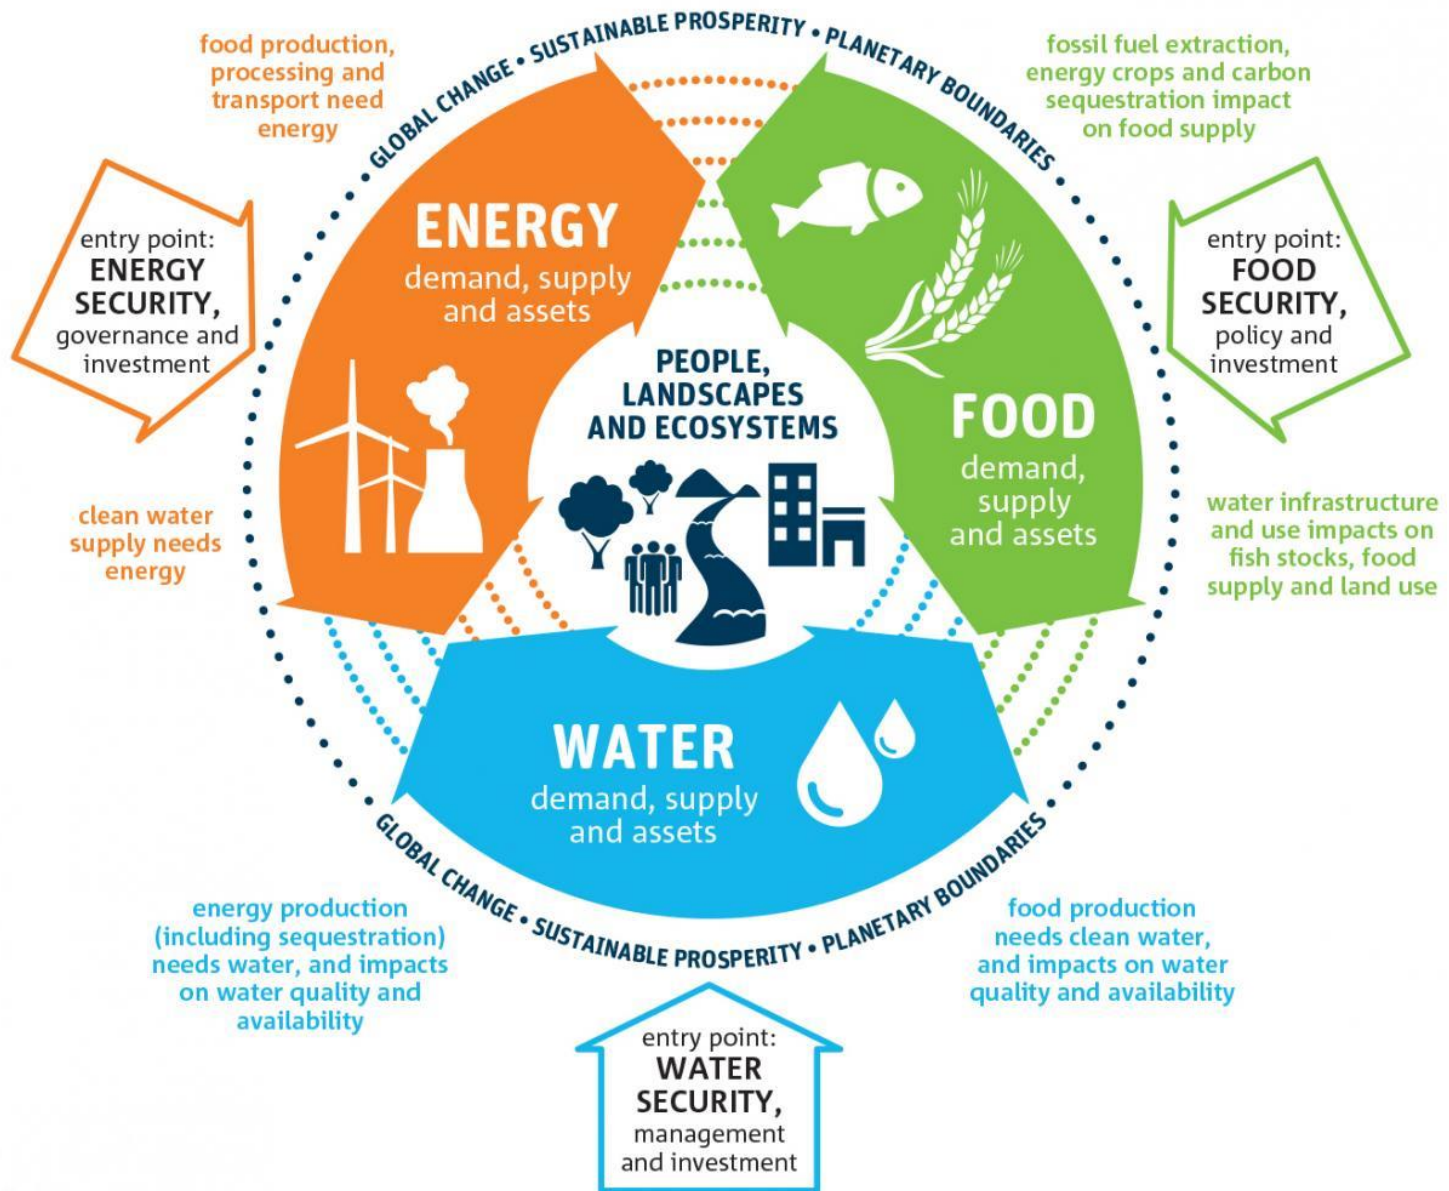 GLOBAL CHANGE • SUSTAINABLE PROSPERITY • PLANETARY BOUNDARIES
food production,
processing and
transport need
energy
fossil fuel extraction,
energy crops and carbon
sequestration impact
on food supply
entry point:
ENERGY
SECURITY,
governance and
investment
ENERGY
demand, supply
and assets
entry point:
FOOD
SECURITY,
policy and
investment
PEOPLE,
LANDSCAPES
AND ECOSYSTEMS
FOOD
demand,
supply
and assets
clean water
supply needs
energy
water infrastructure
and use impacts on
fish stocks, food
supply and land use
WATER
demand, supply
and assets
GLOBAL CHANGE • SUSTAINABLE PROSPERITY • PLANETARY BOUNDARIES
energy production
(including sequestration)
needs water, and impacts
on water quality and
availability
food production
needs clean water,
and impacts on water
quality and availability
entry point:
WATER
SECURITY,
management
and investment